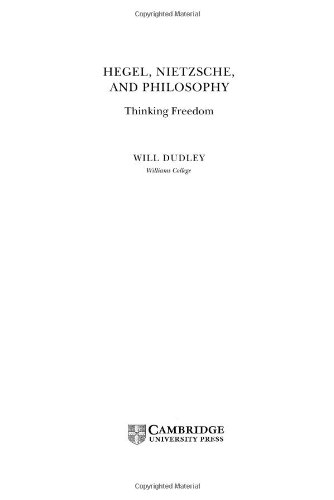 Copyrighted Material
HEGEL, NIETZSCHE,
AND PHILOSOPHY
Thinking Freedom
WILL DUDLEY
Williams College
CAMBRIDGE
UNIVERSITY PRESS
Copyrighted Material